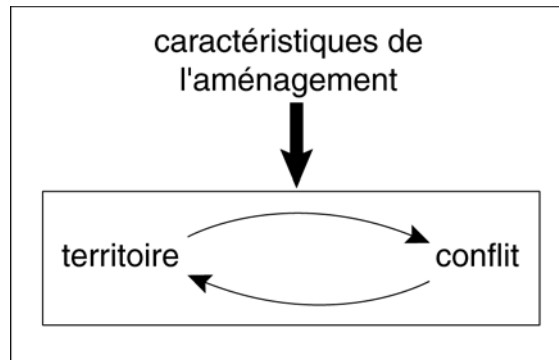 caractéristiques de
l'aménagement
territoire
conflit